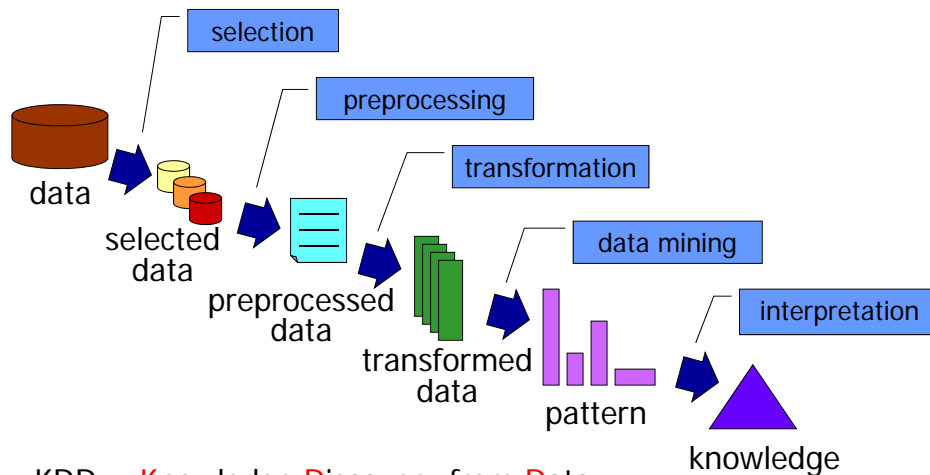 selection
preprocessing
data
transformation
selected
data
data mining
preprocessed
data
interpretation
transformed
data
pattern
knowledge